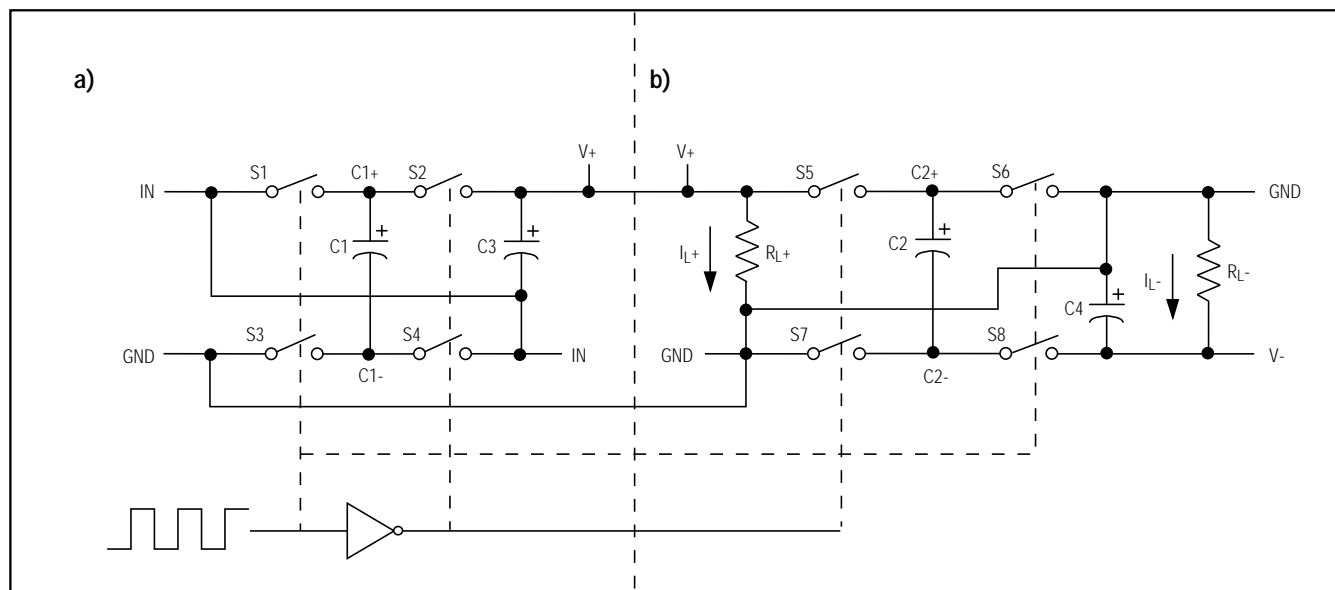 a)
b)
V+
V+
S1
C1+
S2
S5
C2+
S6
IN
GND
C1
+
C3
+
IL+
RL+
C2
+
IL-
RL-
C4
+
S3
S4
S7
S8
GND
IN
GND
V-
C1-
C2-